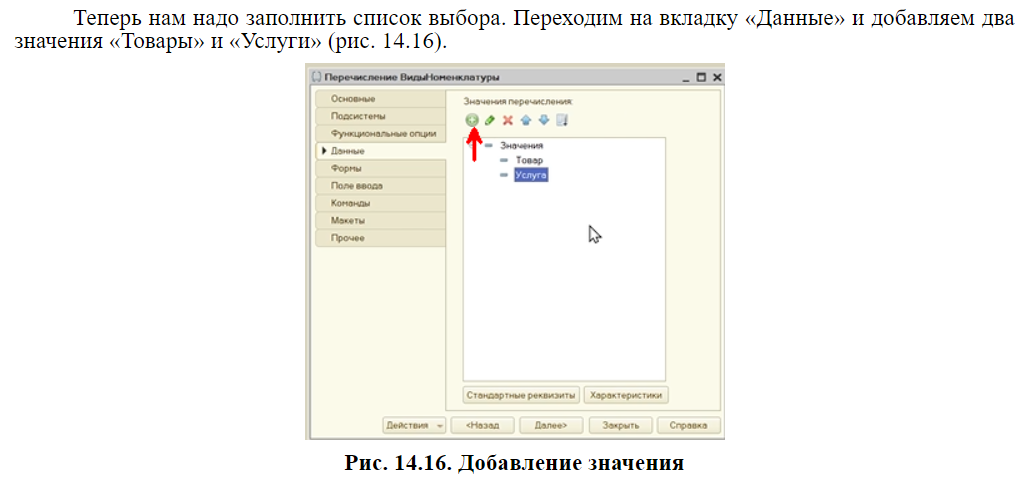 Теперь нам надо заполнить список выбора. Переходим на вкладку «Данные» и добавляем два
значения «Товары» и «Услуги» (рис. 14.16).
Перечисление ВидыНоменклатуры
Основные
Подсистемы
Функциональные опции
Данные
Формы
Поле ввода
Команды
Макеты
Прочее
Значения перечисления:
Значения
Товар
Услуга
Стандартные реквизиты Характеристики
Действия <Назад Далее> Закрыть Справка
Рис. 14.16. Добавление значения